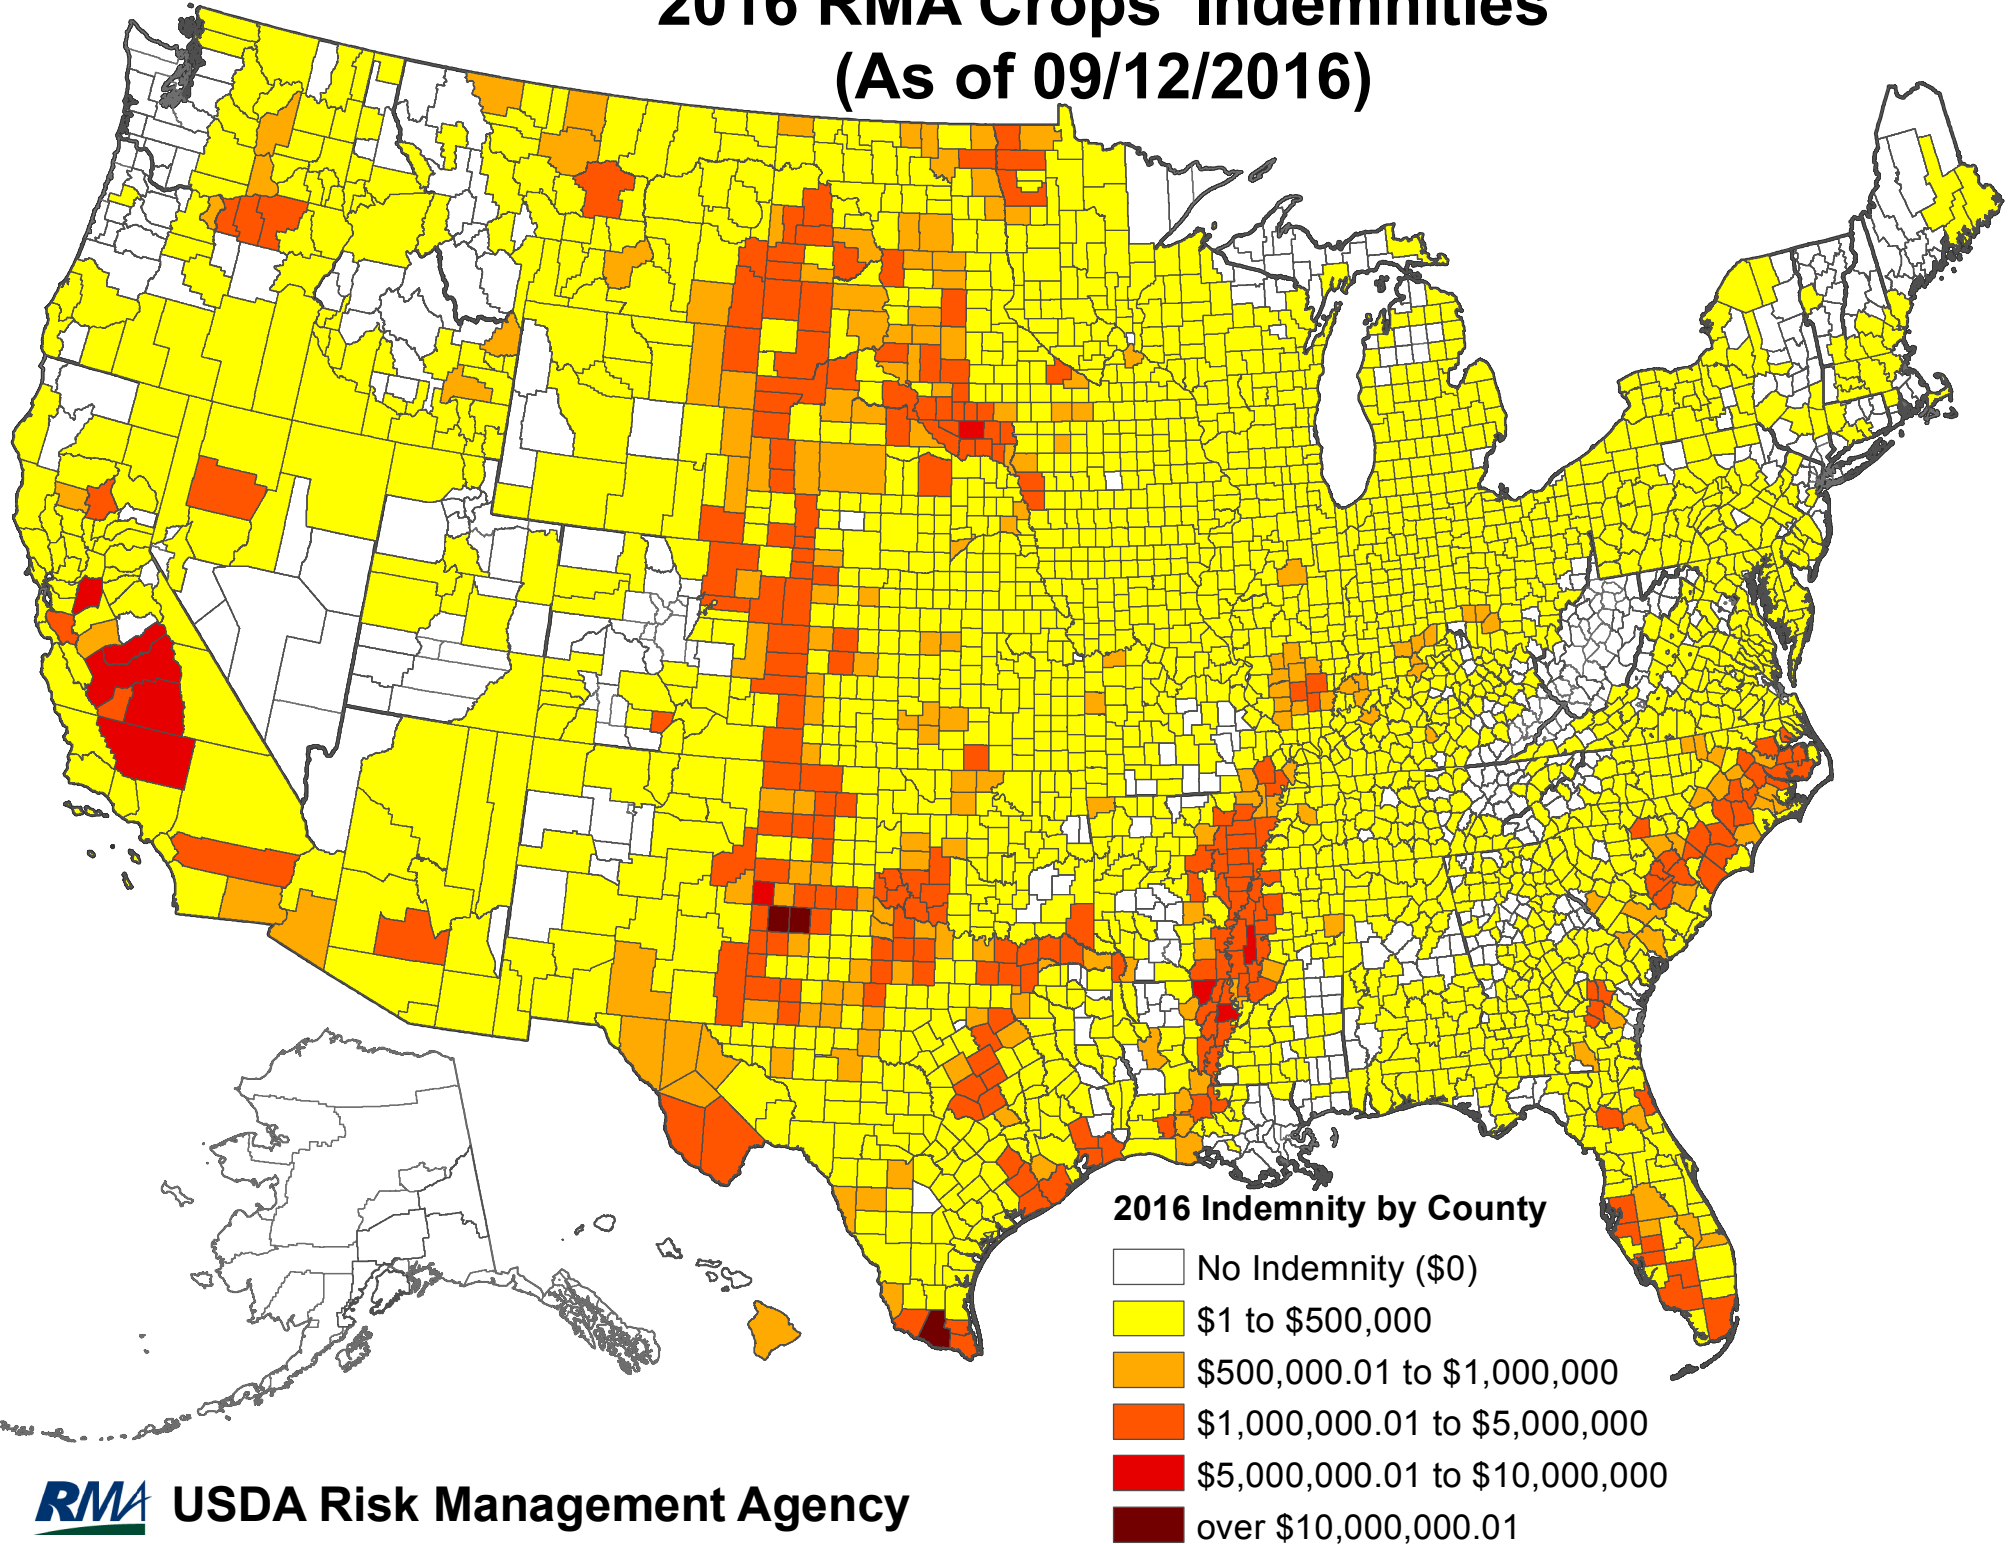 2016 RMA Crops' Indemnities
(As of 09/12/2016)
2016 Indemnity by County
No Indemnity ($0)
$1 to $500,000
$500,000.01 to $1,000,000
$1,000,000.01 to $5,000,000
$5,000,000.01 to $10,000,000
over $10,000,000.01
RMA USDA Risk Management Agency